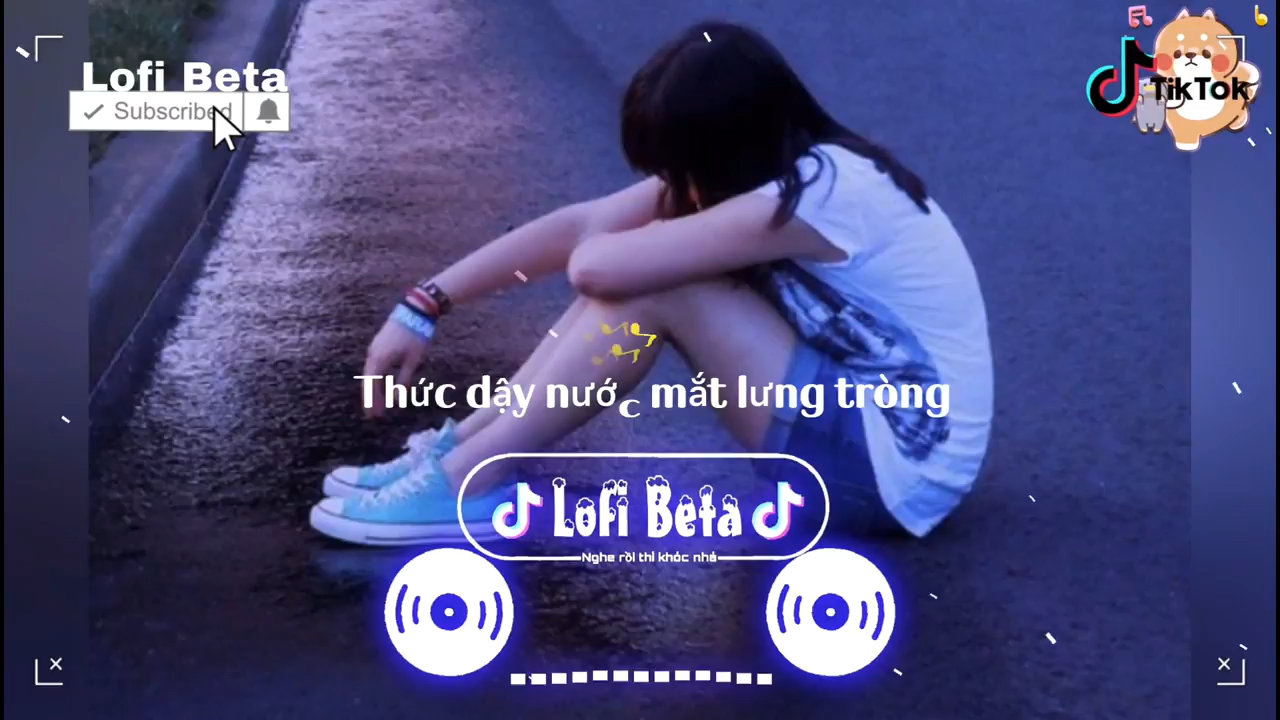 Lofi Beta
Subscribed
TikTok
Thức dậy nước mắt lưng tròng
Lofi Beta
Nghe rồi thì khóc nhé